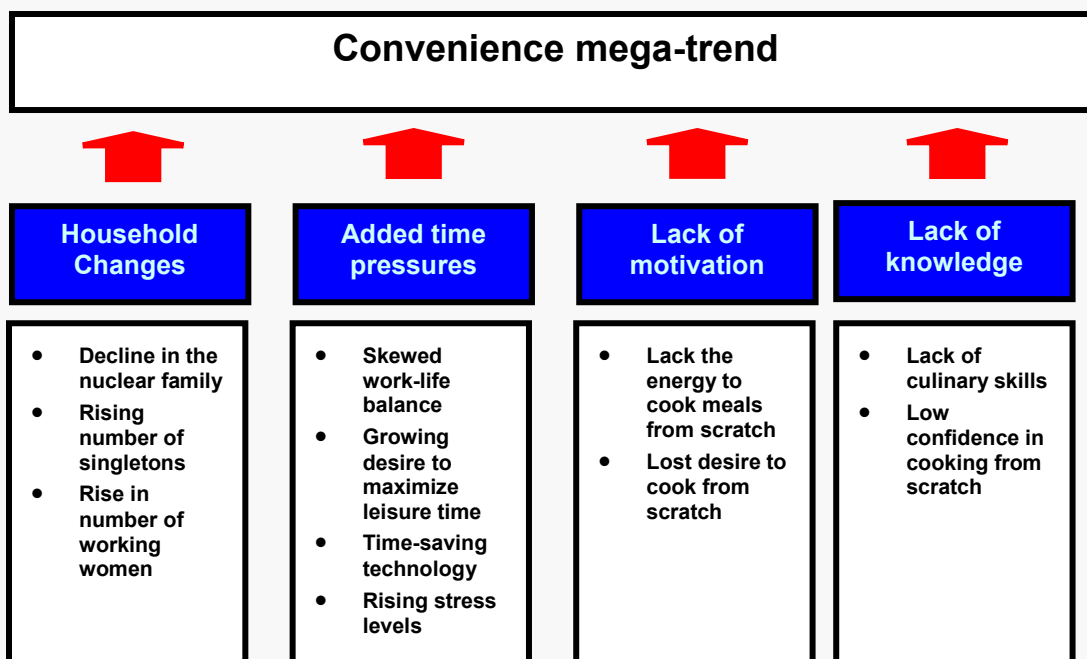 Convenience mega-trend
Household
Changes
Added time
pressures
Lack of
motivation
Lack of
knowledge
• Decline in the
nuclear family
• Rising
number of
singletons
• Rise in
number of
working
women
• Skewed
work-life
balance
• Growing
desire to
maximize
leisure time
• Time-saving
technology
• Rising stress
levels
• Lack the
energy to
cook meals
from scratch
• Lost desire to
cook from
scratch
• Lack of
culinary skills
• Low
confidence in
cooking from
scratch